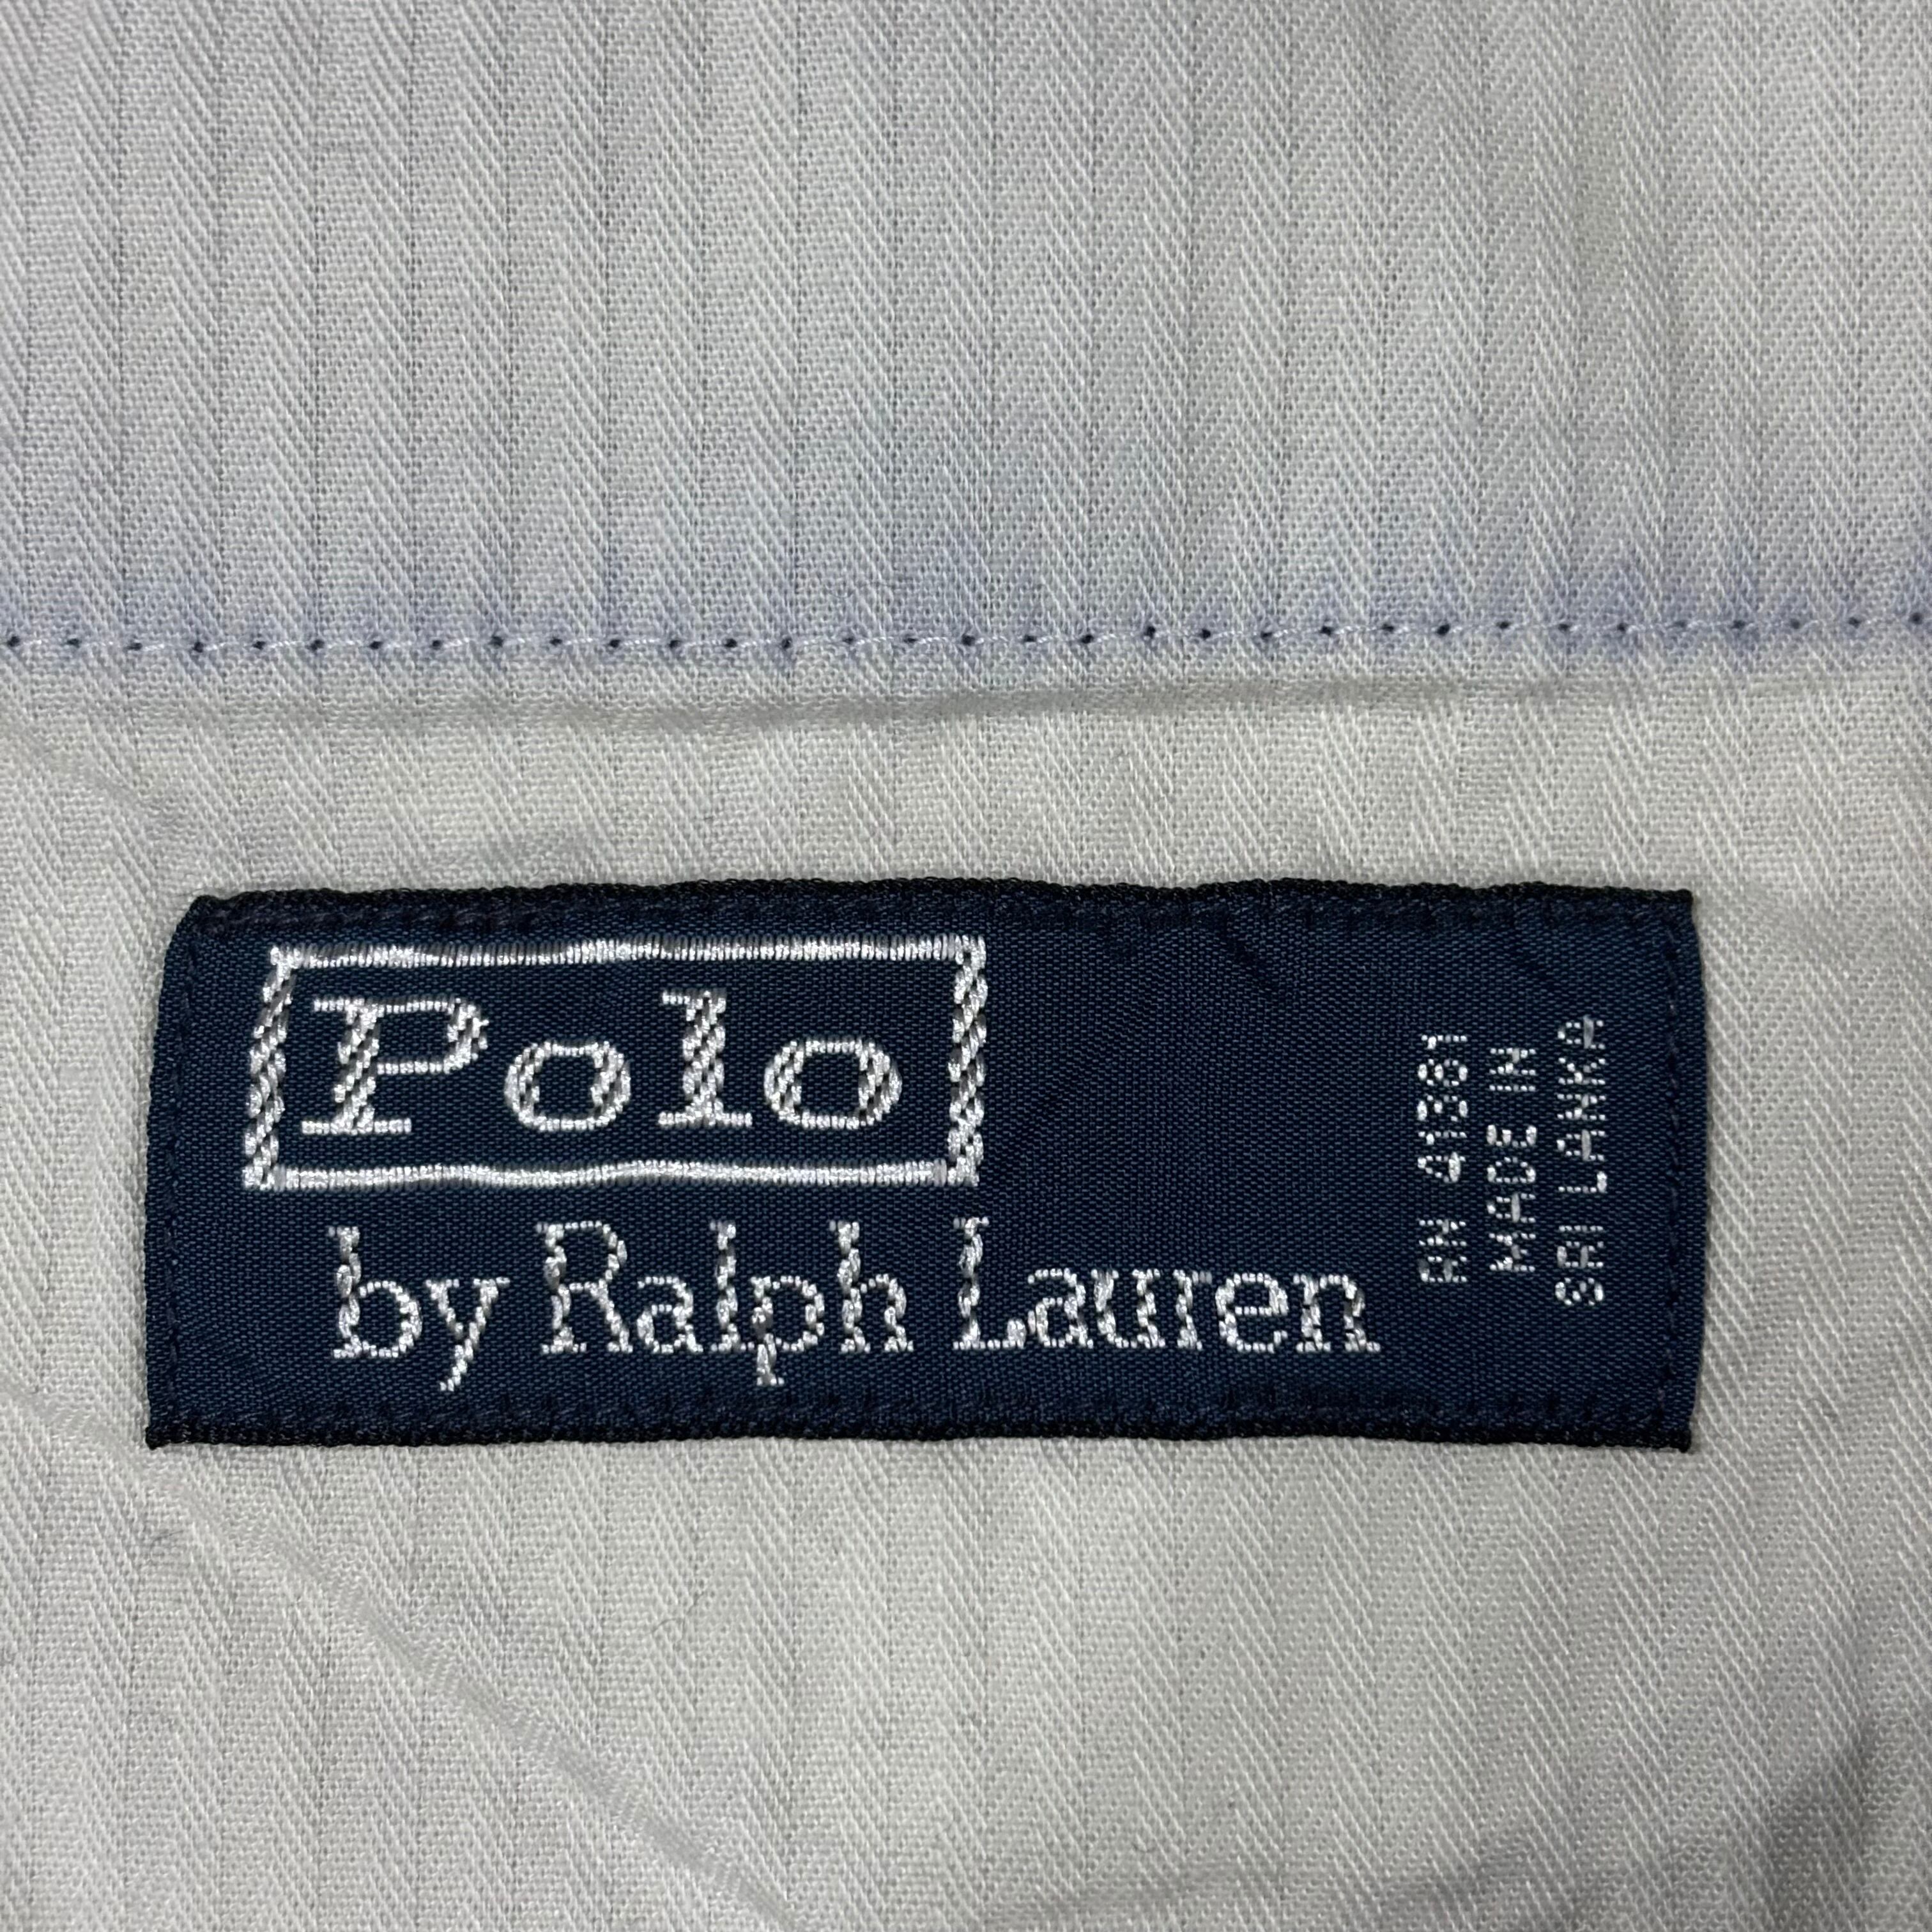 Polo
by Ralph Lauren
RN 41381
MADE IN
SRI LANKA